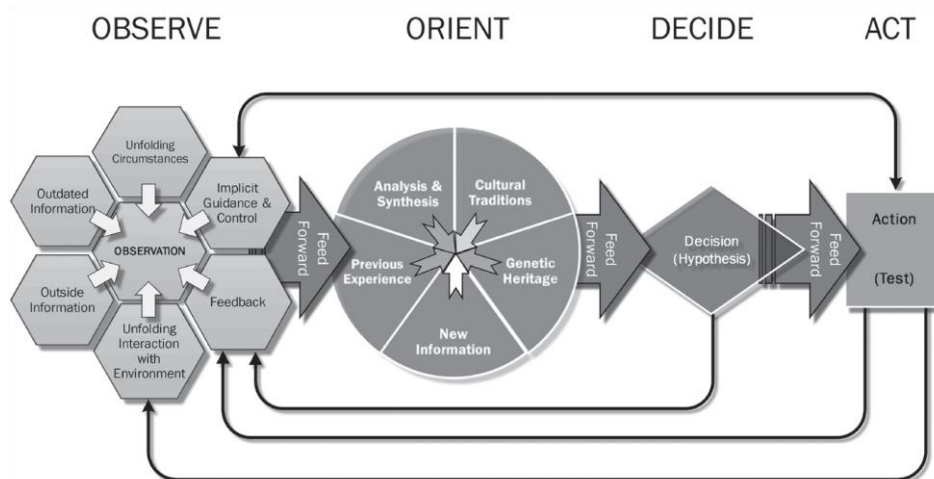 OBSERVE
ORIENT
DECIDE
ACT
Unfolding
Circumstances
Outdated
Information
Implicit
Guidance
& Control
OBSERVATION
Outside
Information
Feedback
Unfolding
Interaction
with
Environment
Feed
Forward
Analysis &
Synthesis
Cultural
Traditions
Previous
Experience
Genetic
Heritage
New
Information
Feed
Forward
Decision
(Hypothesis)
Feed
Forward
Action
(Test)